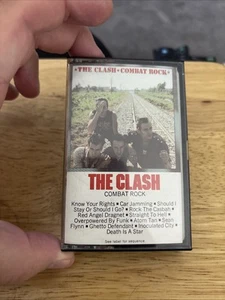 •THE CLASH•COMBAT ROCK•
THE CLASH
COMBAT ROCK
Know Your Rights • Car Jamming • Should I
Stay Or Should I Go? • Rock The Casbah •
Red Angel Dragnet • Straight To Hell •
Overpowered By Funk • Atom Tan • Sean
Flynn • Ghetto Defendant • Inoculated City •
Death Is A Star
See label for sequence